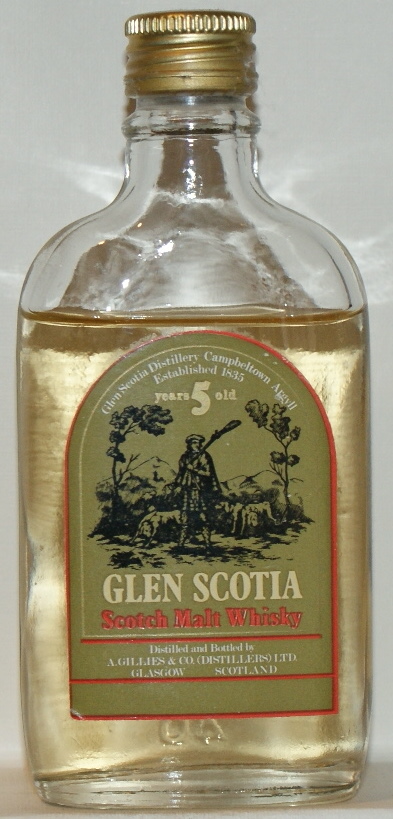 Glen Scotia Distillery Campbeltown Argyll
Established 1835
years 5 old
GLEN SCOTIA
Scotch Malt Whisky
Distilled and Bottled by
A. GILLIES & CO. (DISTILLERS) LTD.
GLASGOW SCOTLAND